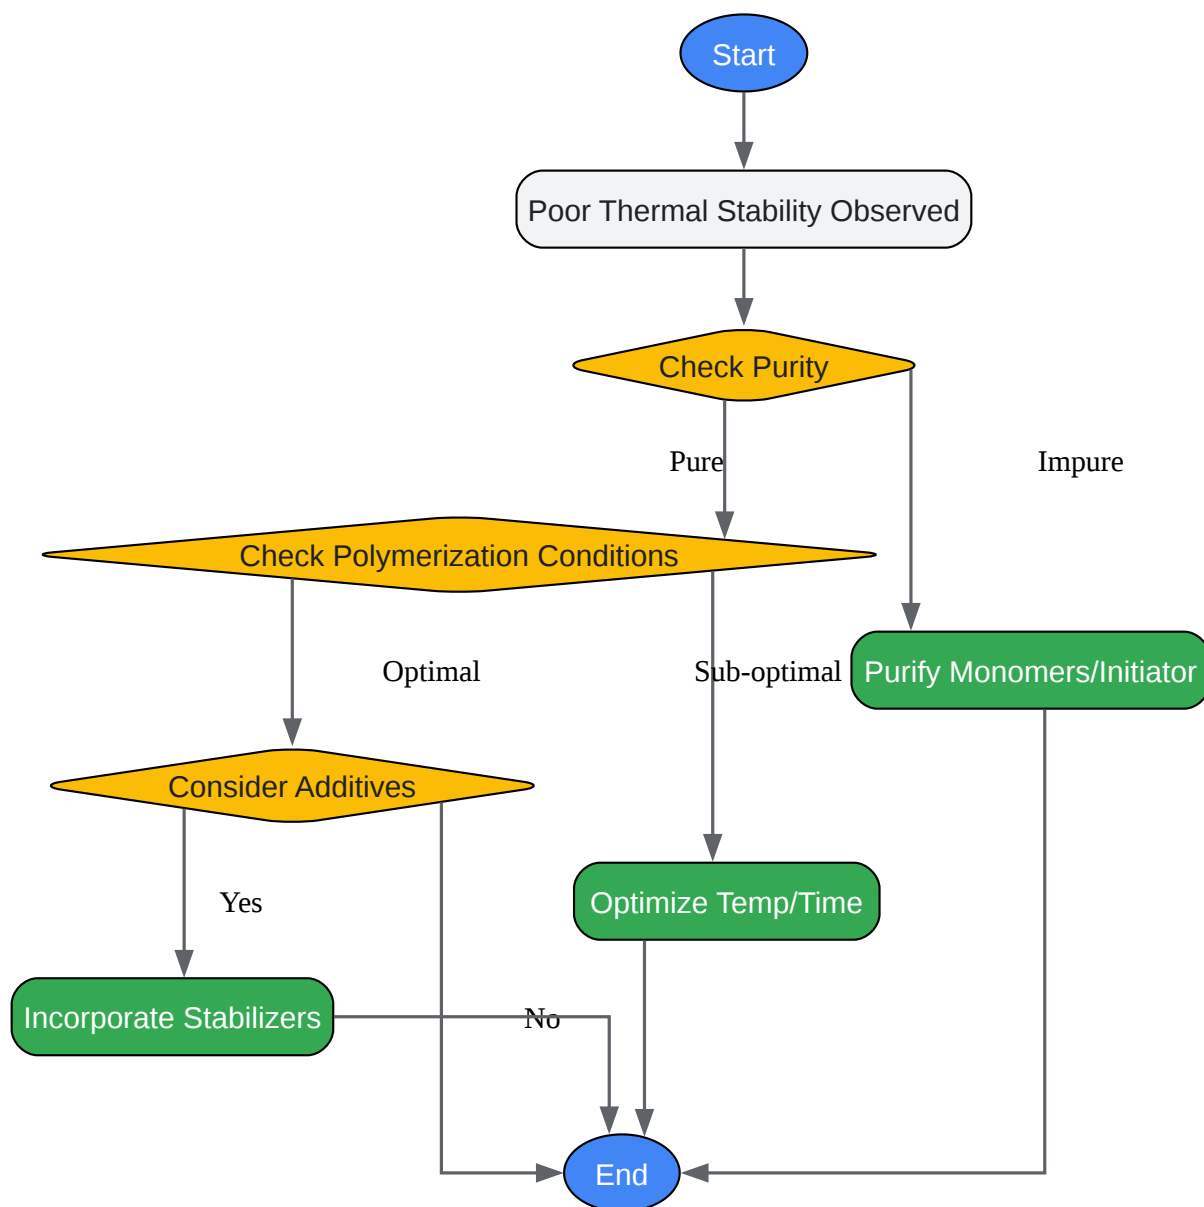 Start
Poor Thermal Stability Observed
Check Purity
Pure
Impure
Check Polymerization Conditions
Optimal
Sub-optimal
Purify Monomers/Initiator
Consider Additives
Yes
Optimize Temp/Time
Incorporate Stabilizers
No
End